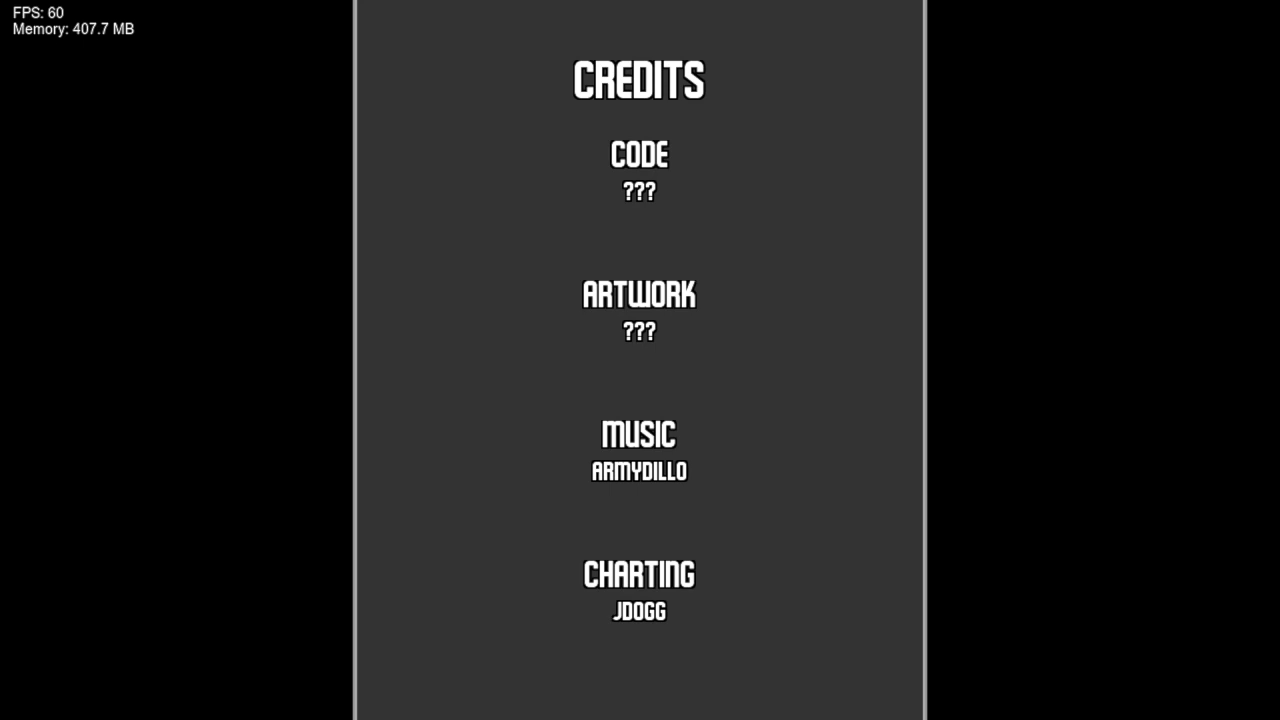 FPS: 60
Memory: 407.7 MB
CREDITS
CODE
???
ARTWORK
???
MUSIC
ARMYDILLO
CHARTING
JDOGG